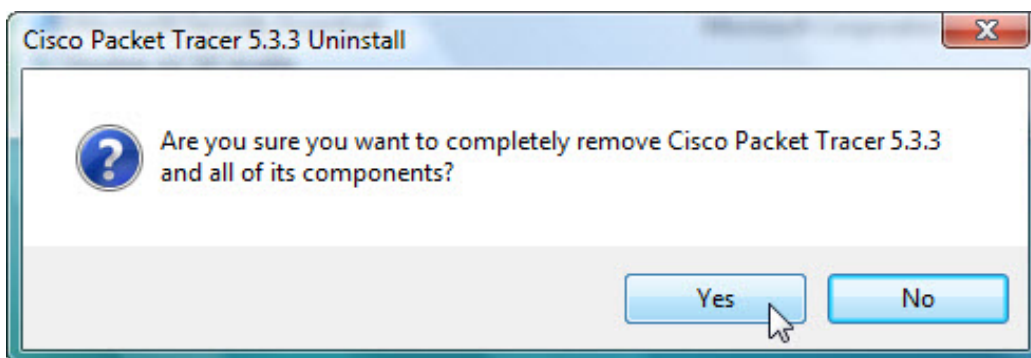 Cisco Packet Tracer 5.3.3 Uninstall
Are you sure you want to completely remove Cisco Packet Tracer 5.3.3
and all of its components?
Yes
No